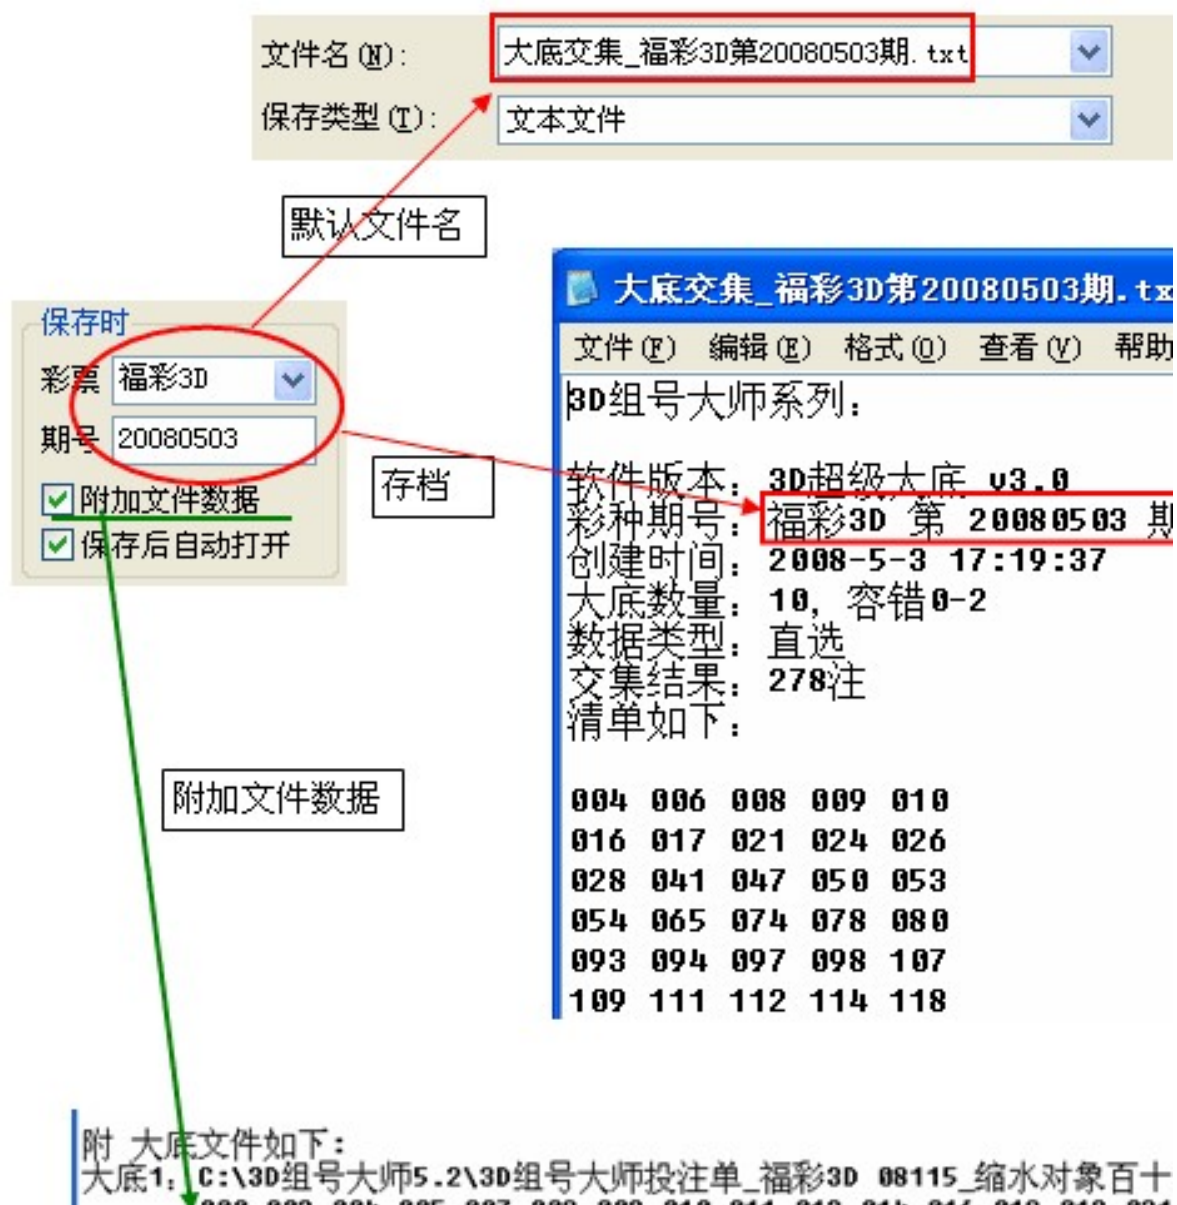 文件名(N): 大底交集_福彩3D第20080503期.txt
保存类型(T): 文本文件
默认文件名
保存时
彩票 福彩3D
期号 20080503
附加文件数据
保存后自动打开
存档
附加文件数据
大底交集_福彩3D第20080503期.tx
文件(F) 编辑(E) 格式(O) 查看(V) 帮助
3D组号大师系列:
软件版本: 3D超级大底 v3.0
彩种期号: 福彩3D 第 20080503 期
创建时间: 2008-5-3 17:19:37
大底数量: 10, 容错0-2
数据类型: 直选
交集结果: 278注
清单如下:
004 006 008 009 010
016 017 021 024 026
028 041 047 050 053
054 065 074 078 080
093 094 097 098 107
109 111 112 114 118
附 大底文件如下:
大底1, C:\3D组号大师5.2\3D组号大师投注单_福彩3D 08115_缩水对象百十